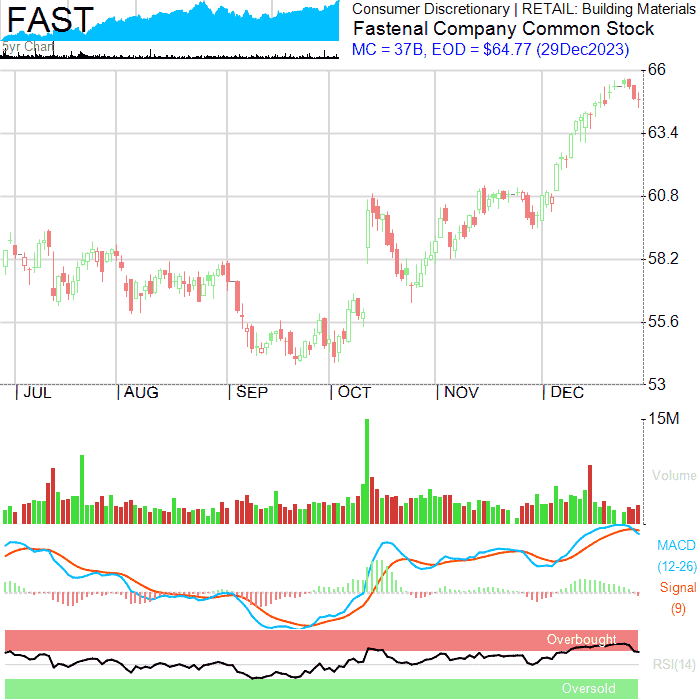 FAST
5yr Chart
Consumer Discretionary | RETAIL: Building Materials
Fastenal Company Common Stock
MC = 37B, EOD = $64.77 (29Dec2023)
66
63.4
60.8
58.2
55.6
53
JUL AUG SEP OCT NOV DEC
15M
Volume
MACD
(12-26)
Signal
(9)
Overbought
RSI(14)
Oversold